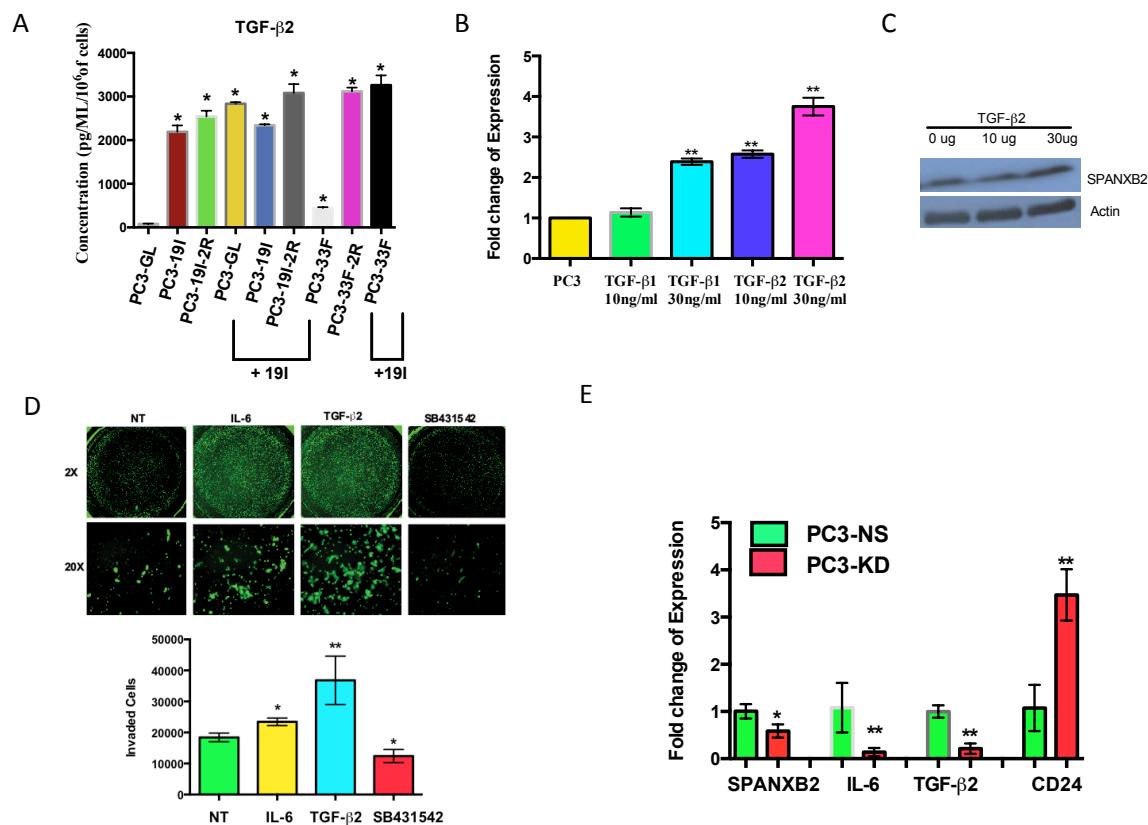 A
TGF-β2
Concentration (pg/ML/10⁶of cells)
4000
3000
2000
1000
0
* * * * * * * *
PC3-GL
PC3-19I
PC3-19I-2R
PC3-GL
PC3-19I
PC3-19I-2R
PC3-33F
PC3-33F-2R
PC3-33F
+ 19I
+19I
B
Fold change of Expression
5
4
3
2
1
0
** ** **
PC3 TGF-β1 TGF-β1 TGF-β2 TGF-β2
10ng/ml 30ng/ml 10ng/ml 30ng/ml
C
TGF-β2
0 ug 10 ug 30ug
SPANXB2
Actin
D
NT IL-6 TGF-β2 SB431542
2X
20X
Invaded Cells
50000
40000
30000
20000
10000
0
* ** *
NT IL-6 TGF-β2 SB431542
E
Fold change of Expression
5
4
3
2
1
0
PC3-NS
PC3-KD
* ** ** **
SPANXB2 IL-6 TGF-β2 CD24